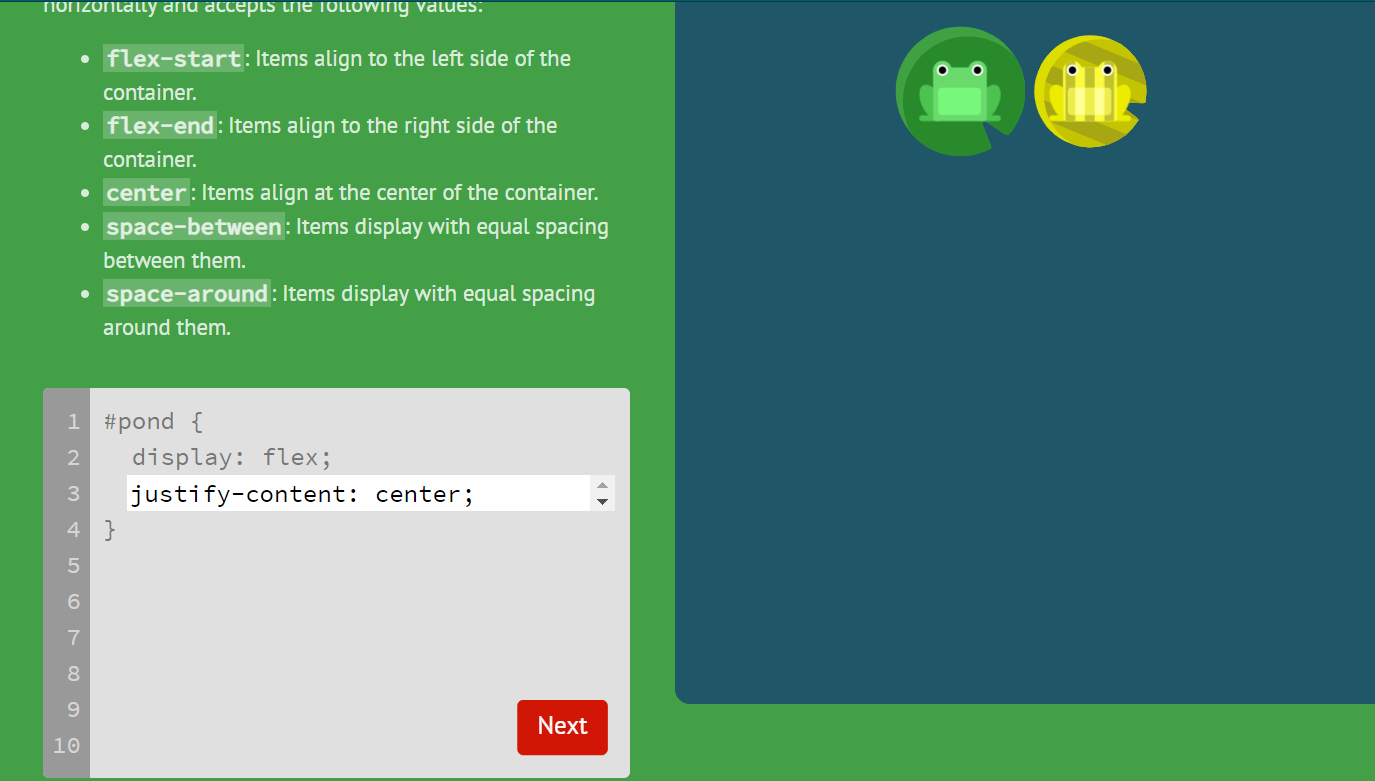 horizontally and accepts the following values:
flex-start: Items align to the left side of the
container.
flex-end: Items align to the right side of the
container.
center: Items align at the center of the container.
space-between: Items display with equal spacing
between them.
space-around: Items display with equal spacing
around them.
1 #pond {
2 display: flex;
3 justify-content: center;
4 }
5
6
7
8
9
10
Next